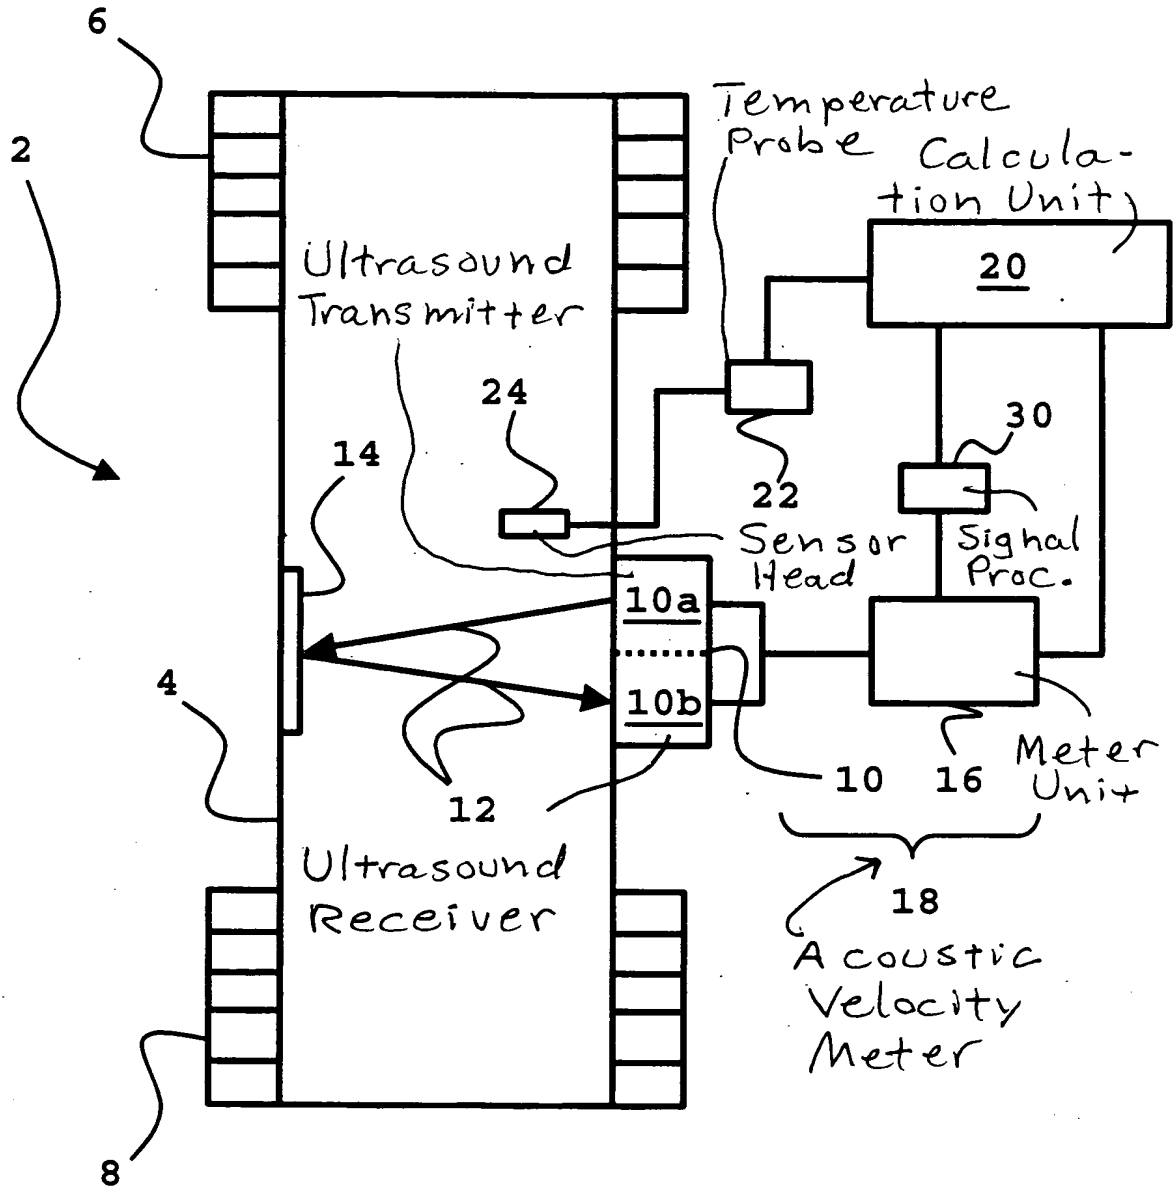 6
2
Temperature
Probe
Calcula-
tion Unit
20
Ultrasound
Transmitter
24
14
22
30
Sensor
Head
Signal
Proc.
10a
10b
4
12
10
16
Meter
Unit
Ultrasound
Receiver
18
Acoustic
Velocity
Meter
8